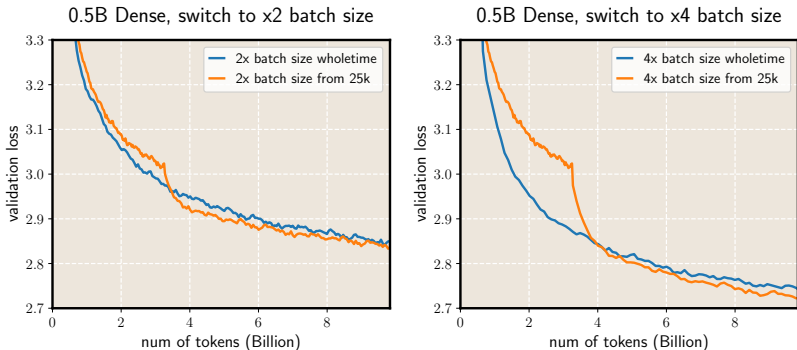 0.5B Dense, switch to x2 batch size
3.3
3.2
3.1
3.0
2.9
2.8
2.7
validation loss
2x batch size wholetime
2x batch size from 25k
0 2 4 6 8
num of tokens (Billion)
0.5B Dense, switch to x4 batch size
3.3
3.2
3.1
3.0
2.9
2.8
2.7
validation loss
4x batch size wholetime
4x batch size from 25k
0 2 4 6 8
num of tokens (Billion)